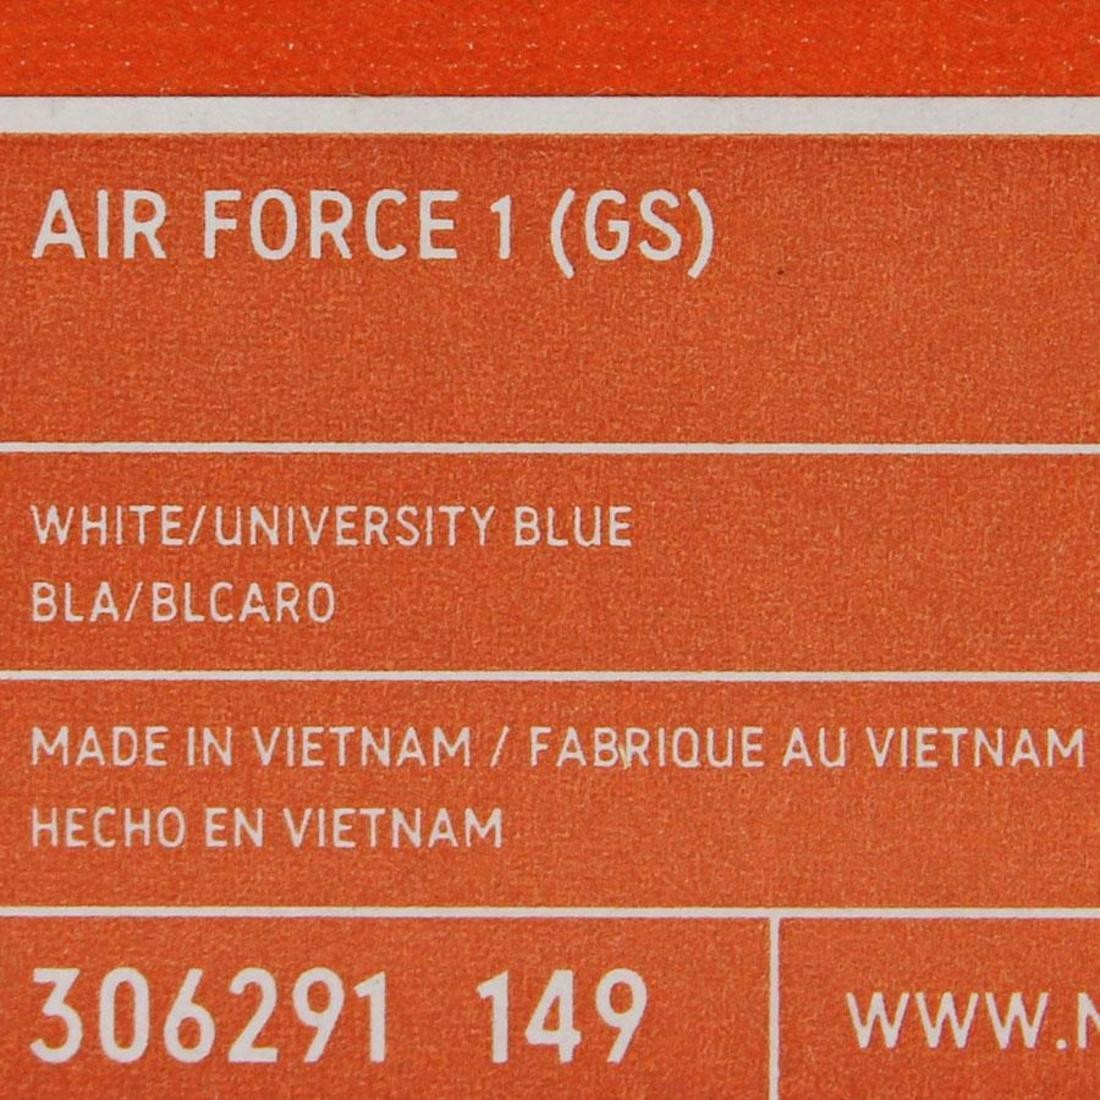 AIR FORCE 1 (GS)
WHITE/UNIVERSITY BLUE
BLA/BLCARO
MADE IN VIETNAM / FABRIQUE AU VIETNAM
HECHO EN VIETNAM
306291 149
WWW.